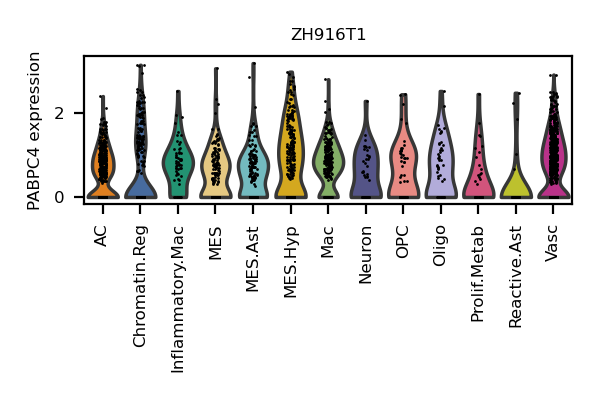 ZH916T1
PABPC4 expression
2
0
AC
Chromatin.Reg
Inflammatory.Mac
MES
MES.Ast
MES.Hyp
Mac
Neuron
OPC
Oligo
Prolif.Metab
Reactive.Ast
Vasc